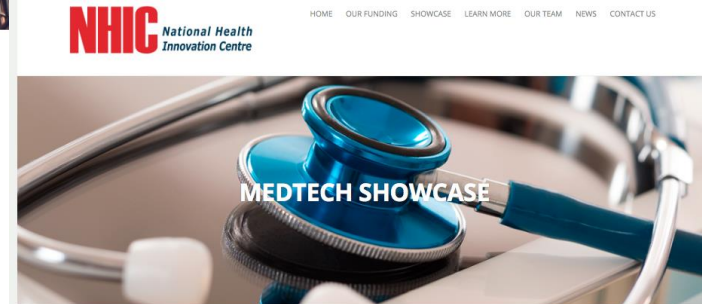 NHIC
National Health
Innovation Centre
HOME OUR FUNDING SHOWCASE LEARN MORE OUR TEAM NEWS CONTACT US
MEDTECH SHOWCASE